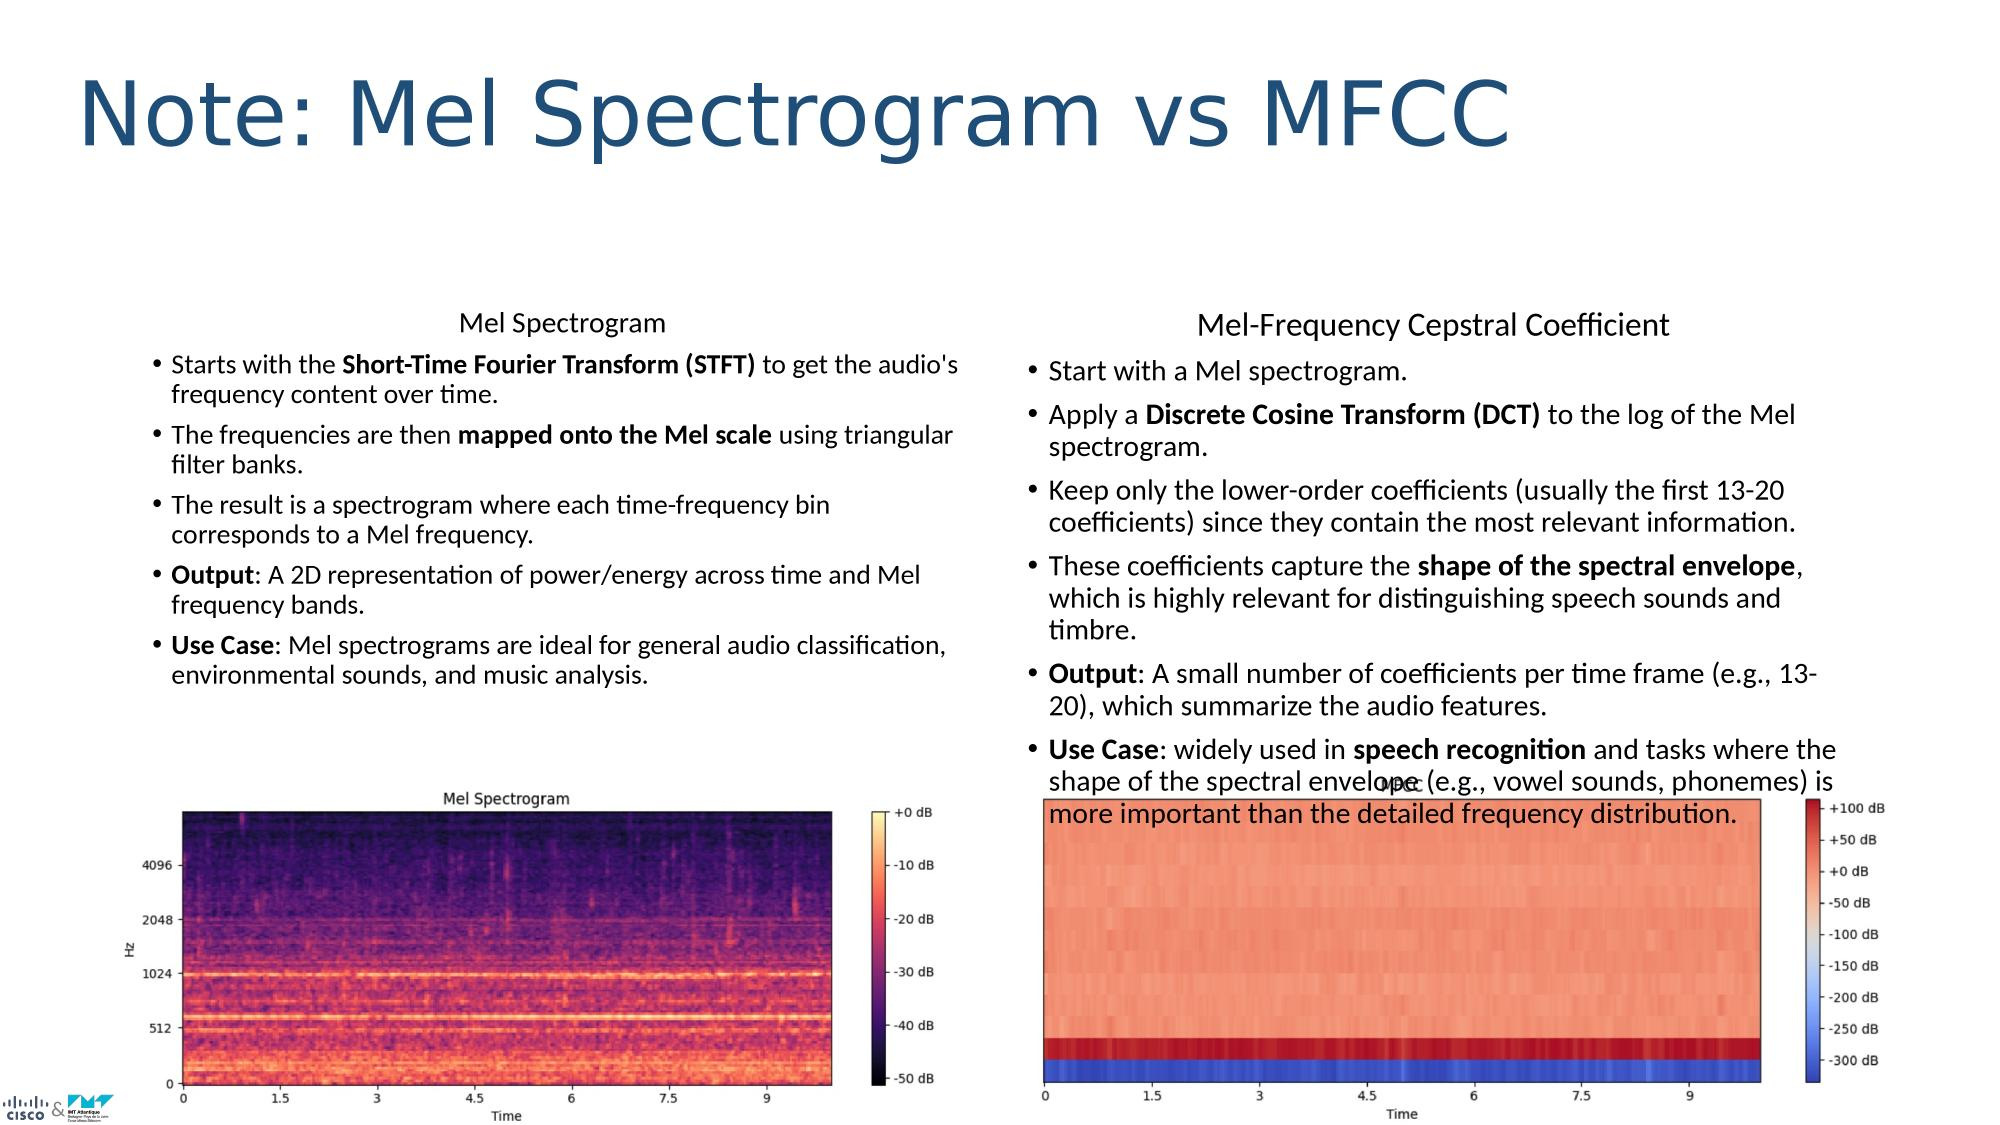 Note: Mel Spectrogram vs MFCC
Mel Spectrogram
• Starts with the Short-Time Fourier Transform (STFT) to get the audio's
frequency content over time.
• The frequencies are then mapped onto the Mel scale using triangular
filter banks.
• The result is a spectrogram where each time-frequency bin
corresponds to a Mel frequency.
• Output: A 2D representation of power/energy across time and Mel
frequency bands.
• Use Case: Mel spectrograms are ideal for general audio classification,
environmental sounds, and music analysis.
Mel-Frequency Cepstral Coefficient
• Start with a Mel spectrogram.
• Apply a Discrete Cosine Transform (DCT) to the log of the Mel
spectrogram.
• Keep only the lower-order coefficients (usually the first 13-20
coefficients) since they contain the most relevant information.
• These coefficients capture the shape of the spectral envelope,
which is highly relevant for distinguishing speech sounds and
timbre.
• Output: A small number of coefficients per time frame (e.g., 13-
20), which summarize the audio features.
• Use Case: widely used in speech recognition and tasks where the
shape of the spectral envelope (e.g., vowel sounds, phonemes) is
more important than the detailed frequency distribution.
Mel Spectrogram
Hz
4096
2048
1024
512
0
0 1.5 3 4.5 6 7.5 9
Time
+0 dB
-10 dB
-20 dB
-30 dB
-40 dB
-50 dB
MFCC
0 1.5 3 4.5 6 7.5 9
Time
+100 dB
+50 dB
+0 dB
-50 dB
-100 dB
-150 dB
-200 dB
-250 dB
-300 dB
CISCO & IMT Atlantique